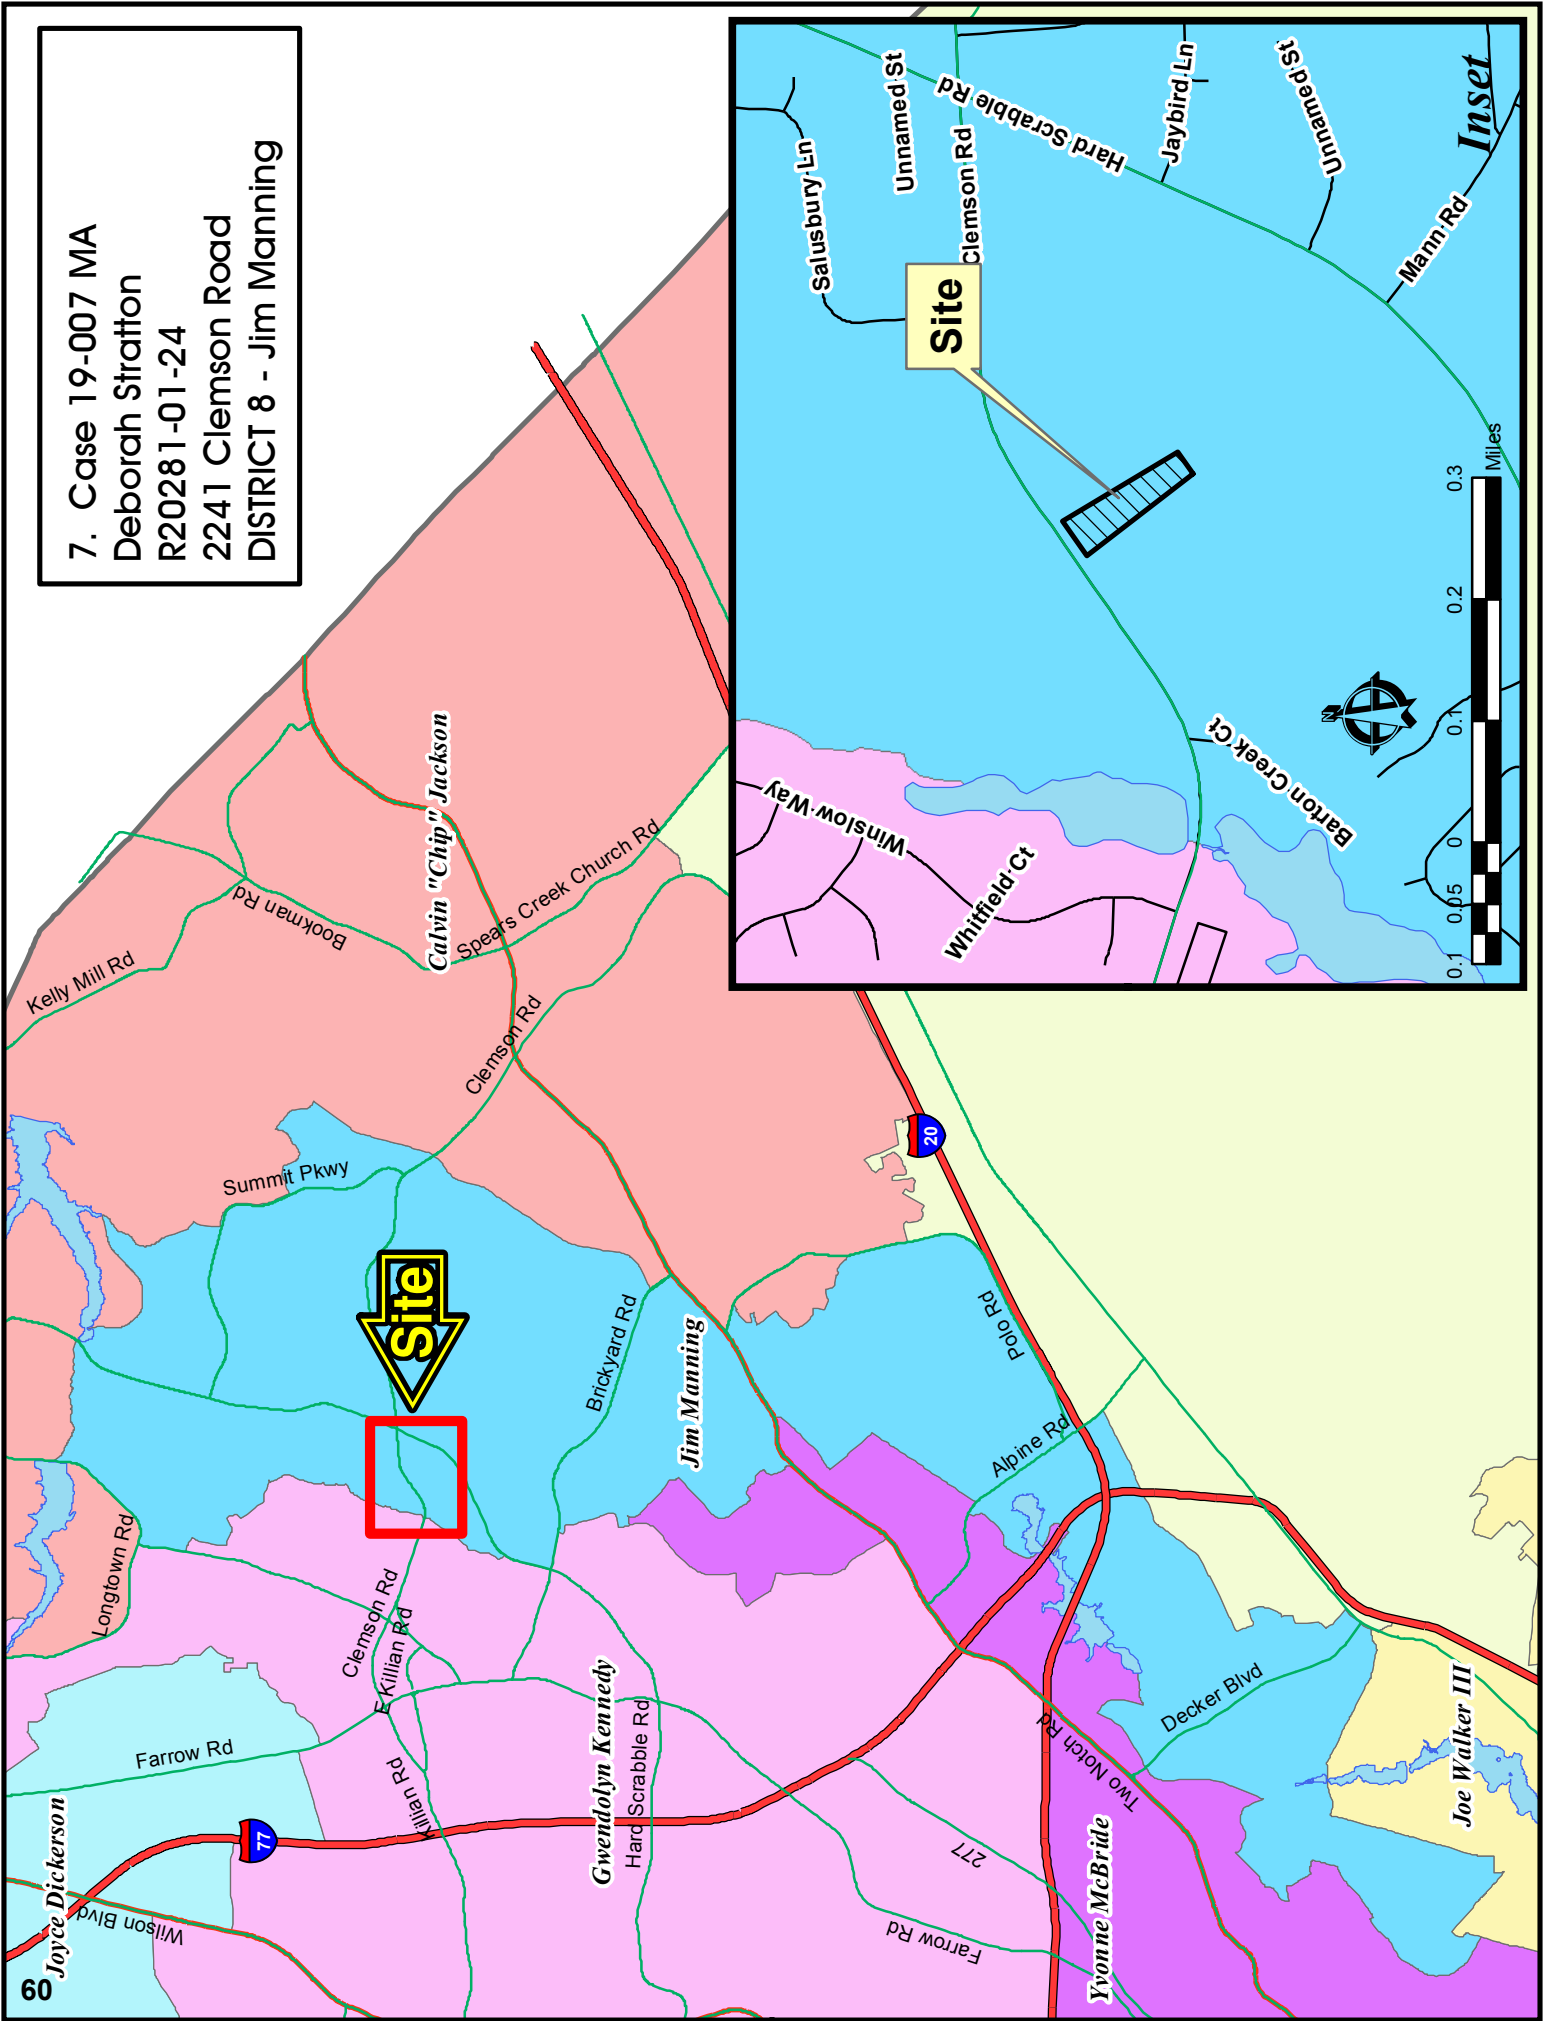 7. Case 19-007 MA
Deborah Stratton
R20281-01-24
2241 Clemson Road
DISTRICT 8 - Jim Manning
Joyce Dickerson
Wilson Blvd
77
Farrow Rd
Longtown Rd
Clemson Rd
E Killian Rd
Killian Rd
Gwendolyn Kennedy
Hard Scrabble Rd
277
Farrow Rd
Yvonne McBride
Two Notch Rd
Decker Blvd
Joe Walker III
Alpine Rd
Polo Rd
Jim Manning
Brickyard Rd
Site
Summit Pkwy
Kelly Mill Rd
Bookman Rd
Calvin "Chip" Jackson
Spears Creek Church Rd
Clemson Rd
20
Winslow Way
Whitfield Ct
Barton Creek Ct
Site
Salusbury Ln
Unnamed St
Clemson Rd
Hard Scrabble Rd
Jaybird Ln
Unnamed St
Mann Rd
Inset
N
0.1 0.05 0 0.1 0.2 0.3
Miles
60